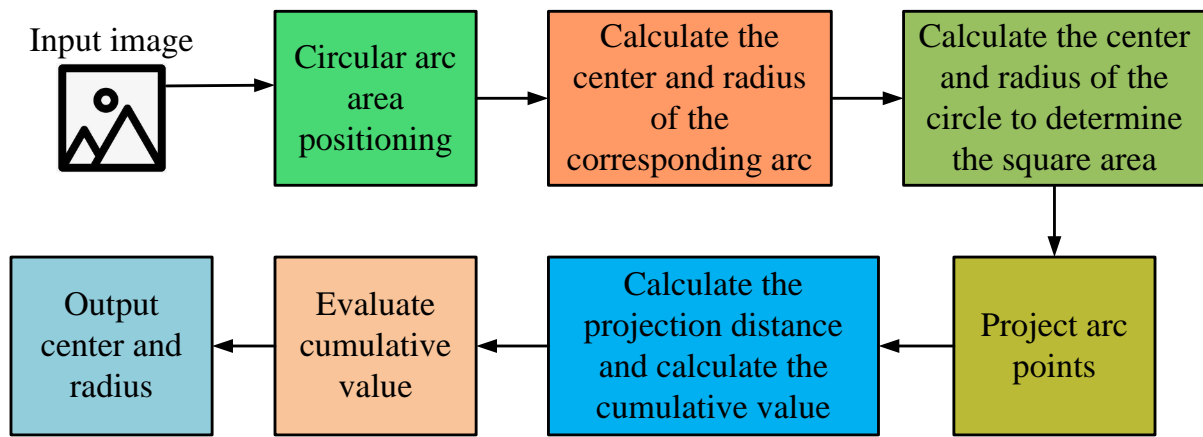 Input image
Circular arc
area
positioning
Calculate the
center and radius
of the
corresponding arc
Calculate the center
and radius of the
circle to determine
the square area
Project arc
points
Calculate the
projection distance
and calculate the
cumulative value
Evaluate
cumulative
value
Output
center and
radius